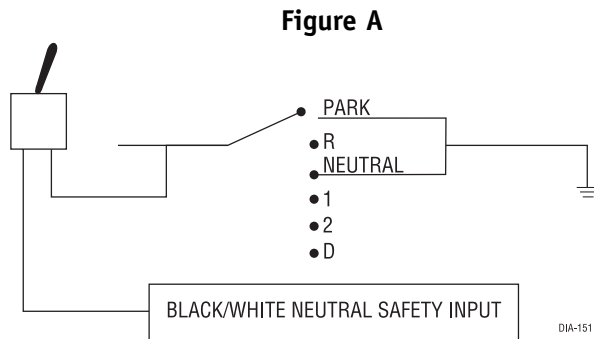 Figure A
PARK
R
NEUTRAL
1
2
D
BLACK/WHITE NEUTRAL SAFETY INPUT
DIA-151